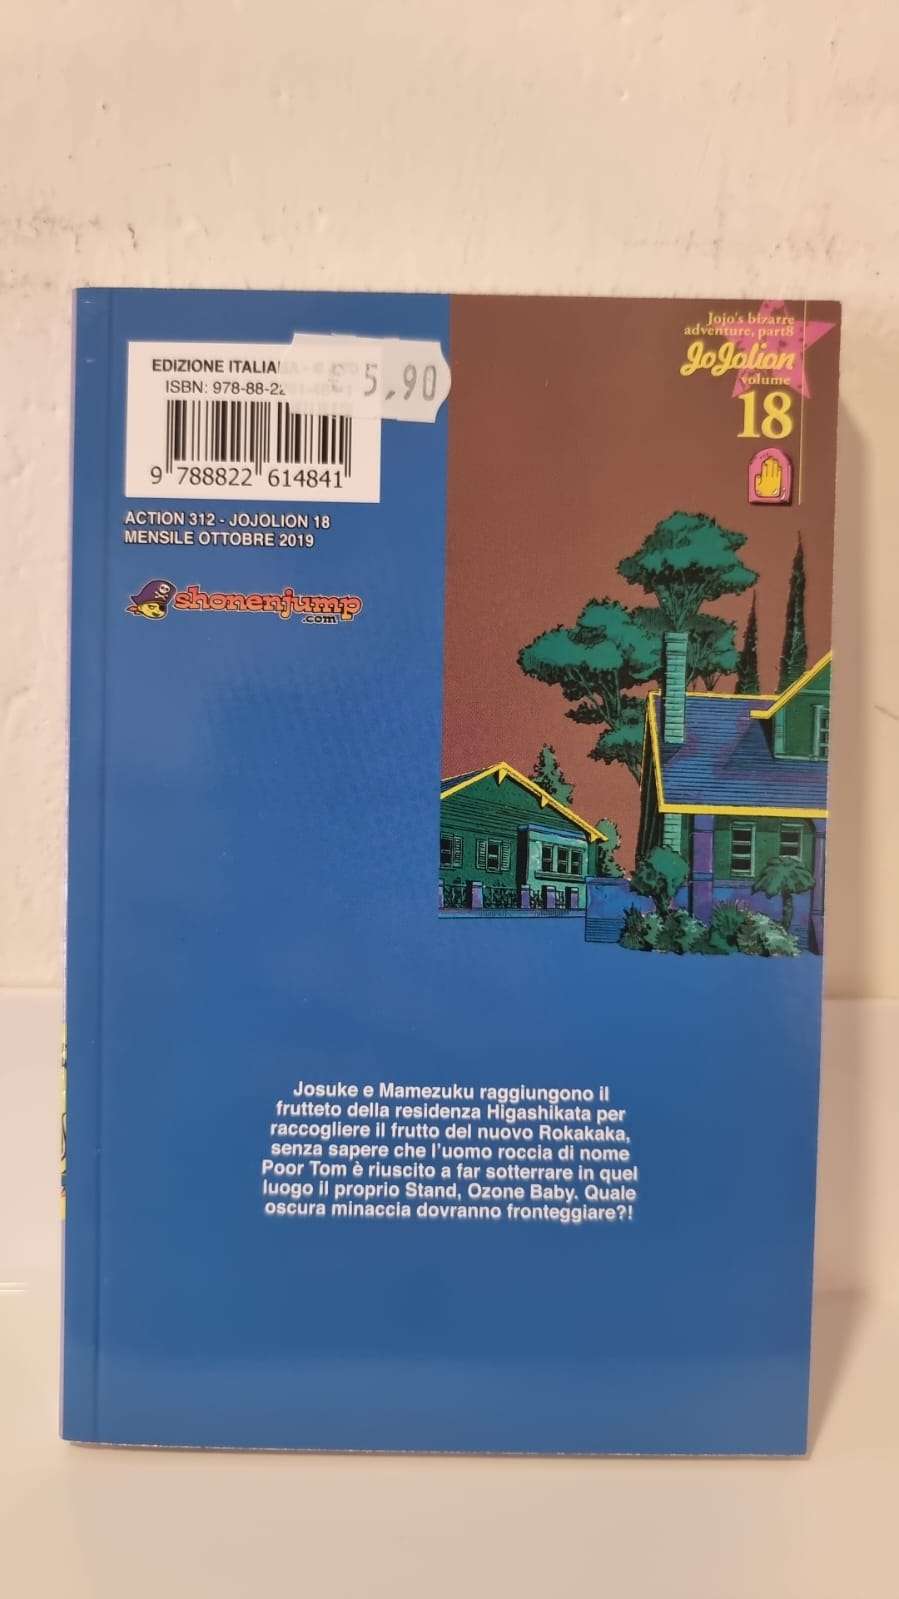 EDIZIONE ITALIANA
5,90
ISBN: 978-88-22
9 788822 614841
ACTION 312 - JOJOLION 18
MENSILE OTTOBRE 2019
shonenjump
.com
Jojo's bizarre
adventure, part8
JoJolion
volume
18
Josuke e Mamezuku raggiungono il
frutteto della residenza Higashikata per
raccogliere il frutto del nuovo Rokakaka,
senza sapere che l'uomo roccia di nome
Poor Tom è riuscito a far sotterrare in quel
luogo il proprio Stand, Ozone Baby. Quale
oscura minaccia dovranno fronteggiare?!